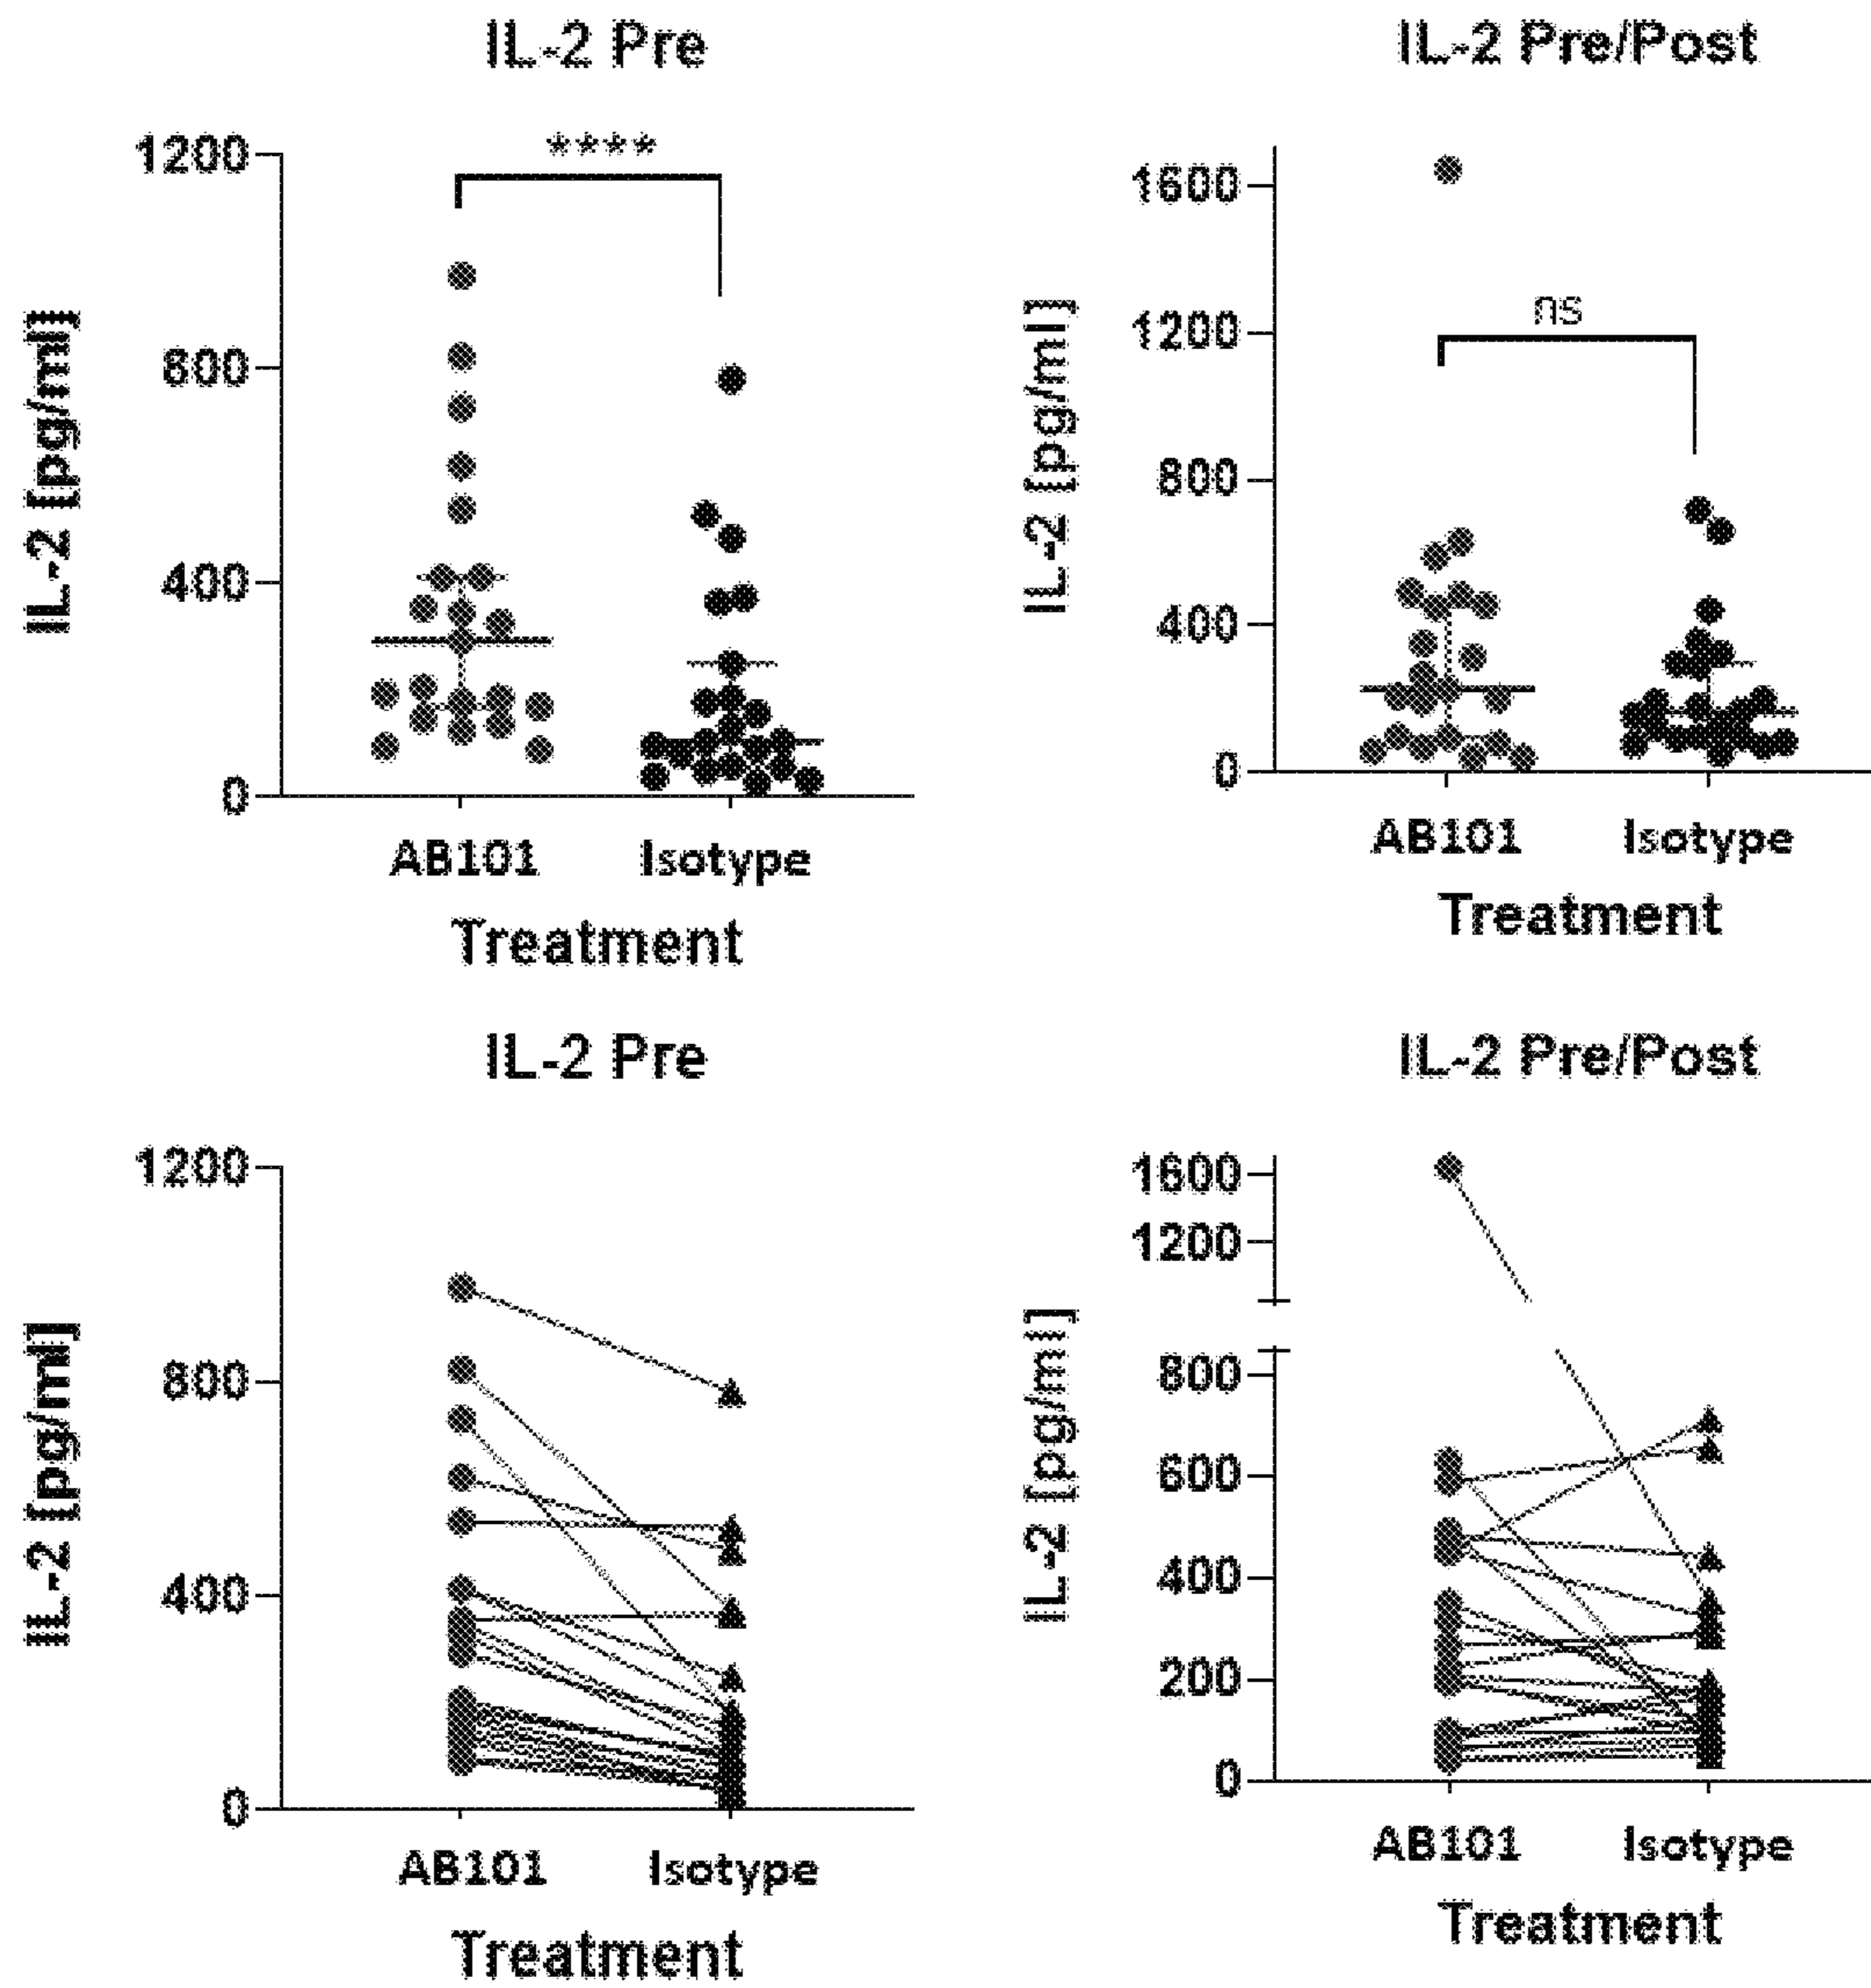 IL-2 Pre
IL-2 [pg/ml]
1200
800
400
0
****
AB101
Isotype
Treatment
IL-2 Pre/Post
IL-2 [pg/ml]
1600
1200
800
400
0
ns
AB101
Isotype
Treatment
IL-2 Pre
IL-2 [pg/ml]
1200
800
400
0
AB101
Isotype
Treatment
IL-2 Pre/Post
IL-2 [pg/ml]
1600
1200
800
600
400
200
0
AB101
Isotype
Treatment